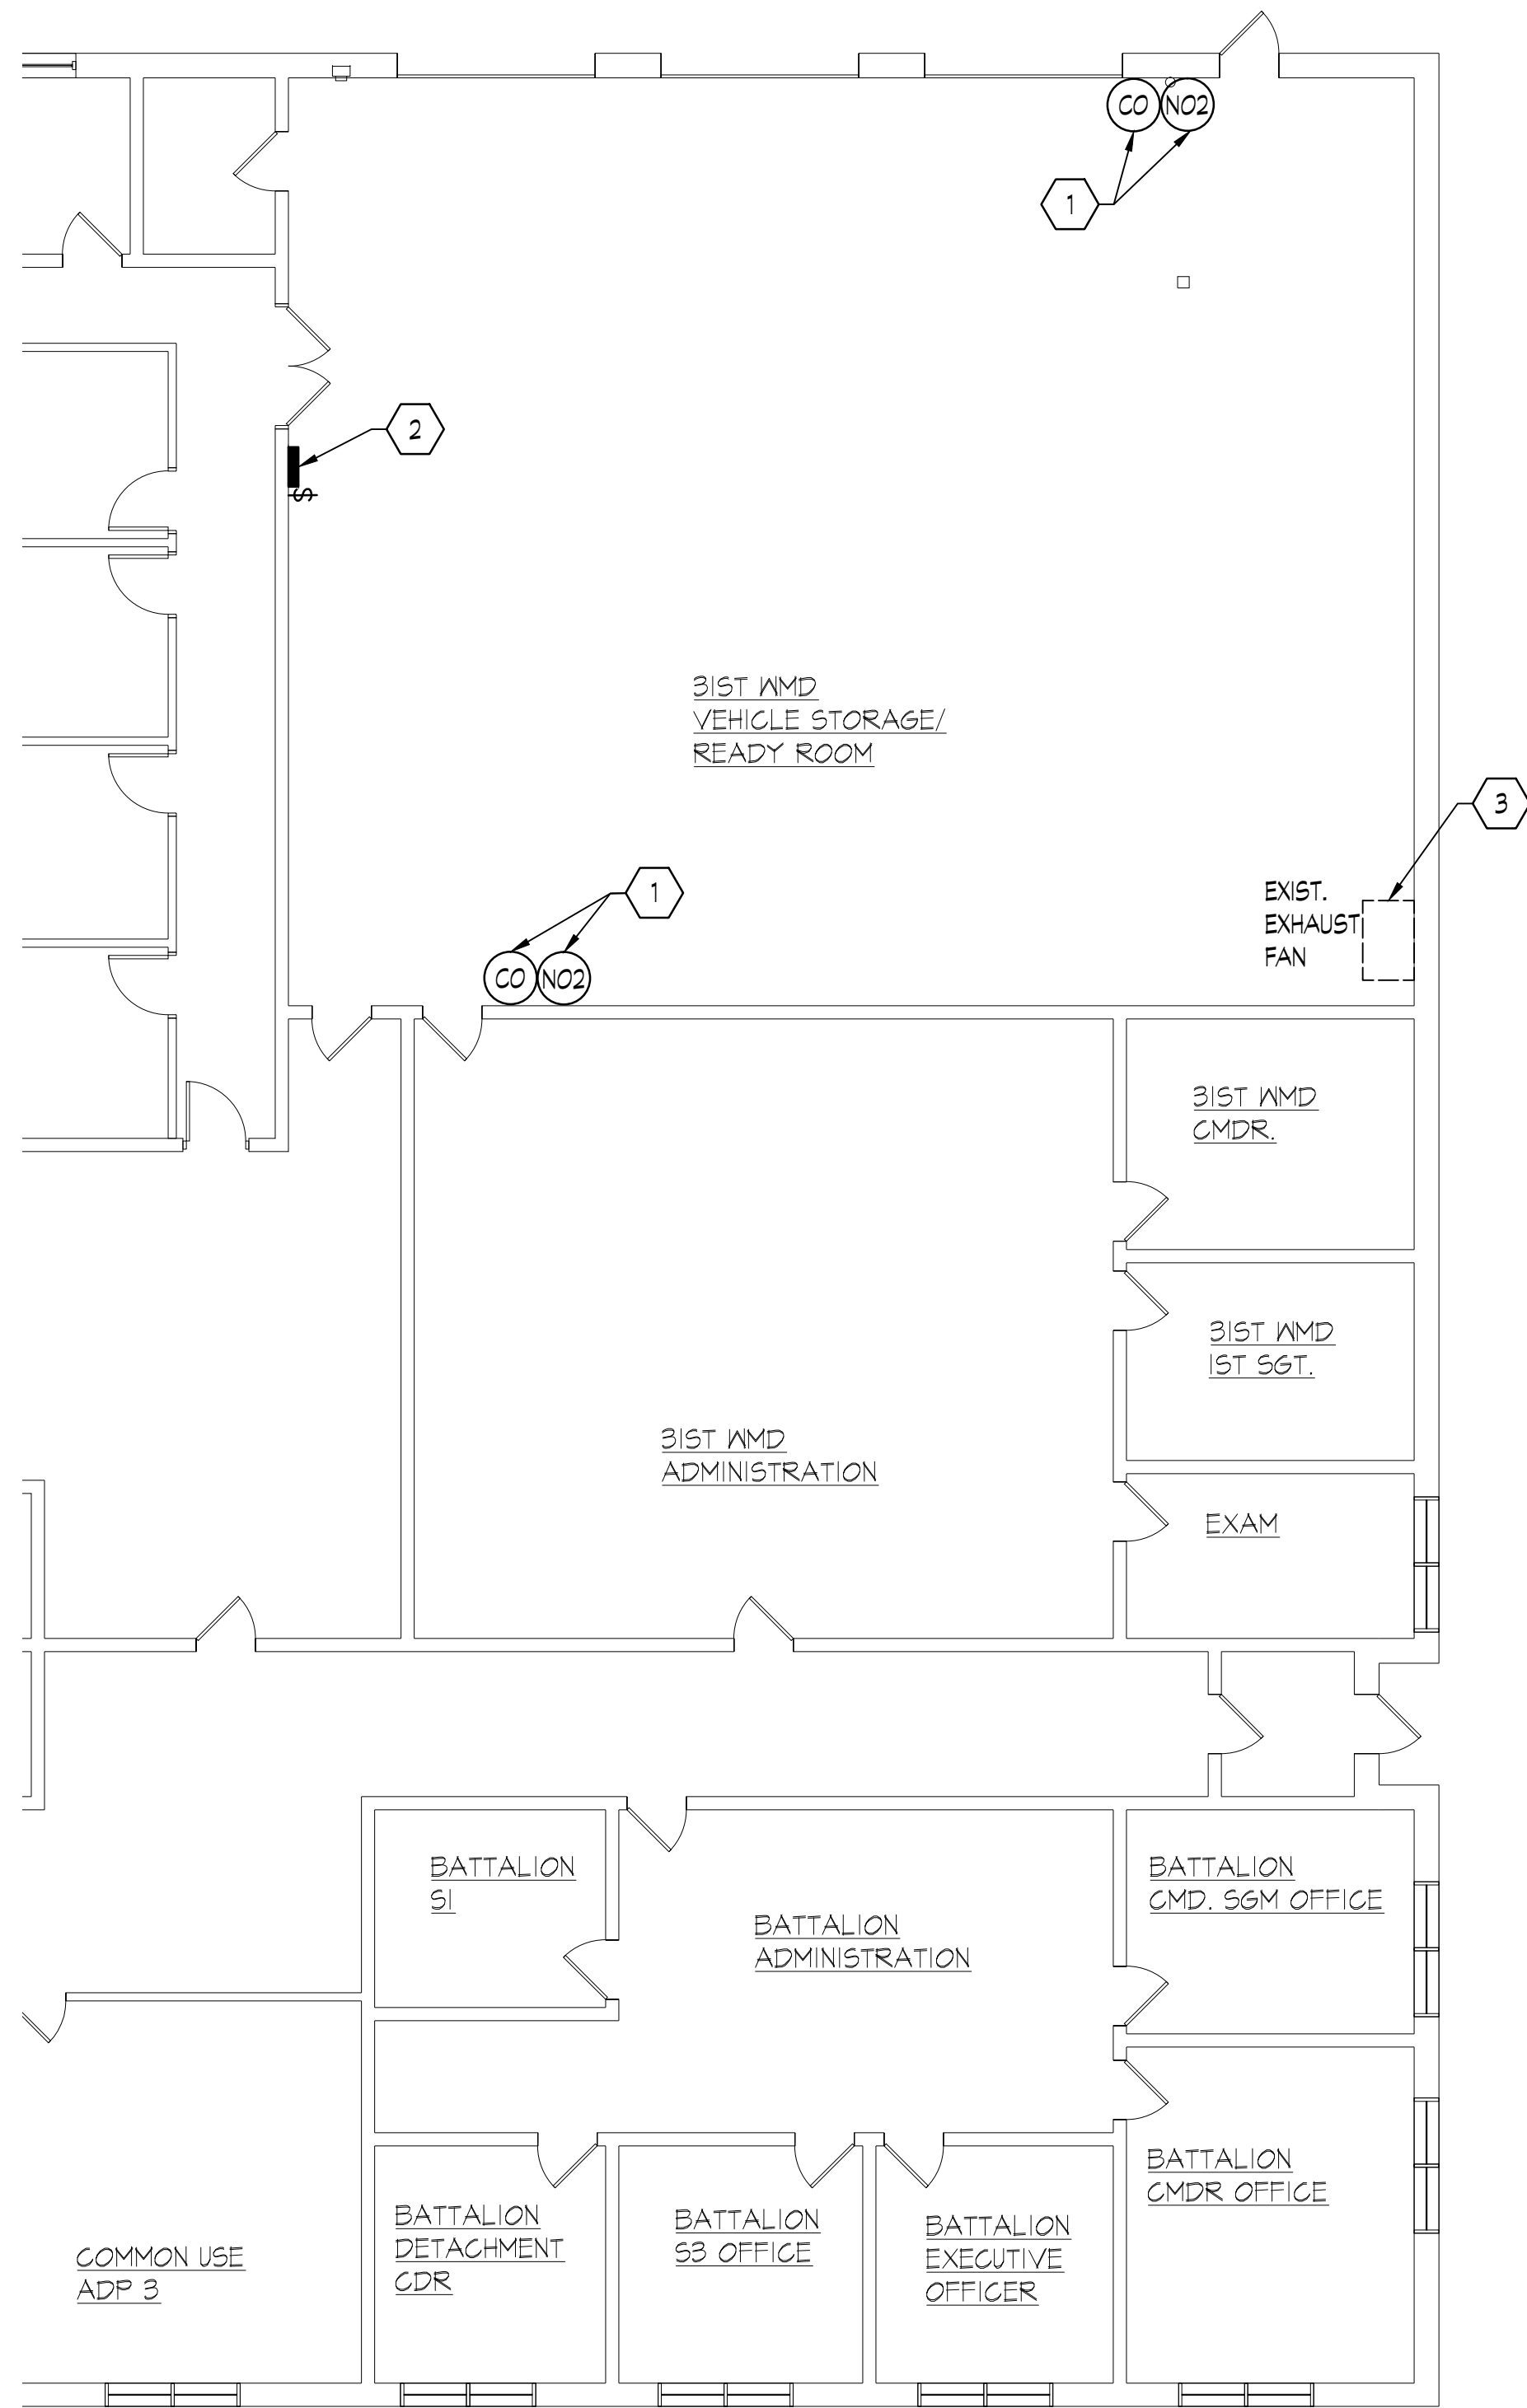 CO NO2
1
2
$
31ST WMD
VEHICLE STORAGE/
READY ROOM
3
EXIST.
EXHAUST
FAN
1
CO NO2
31ST WMD
CMDR.
31ST WMD
1ST SGT.
31ST WMD
ADMINISTRATION
EXAM
BATTALION
S1
BATTALION
CMD. SGM OFFICE
BATTALION
ADMINISTRATION
BATTALION
CMDR OFFICE
BATTALION
DETACHMENT
CDR
BATTALION
S3 OFFICE
BATTALION
EXECUTIVE
OFFICER
COMMON USE
ADP 3